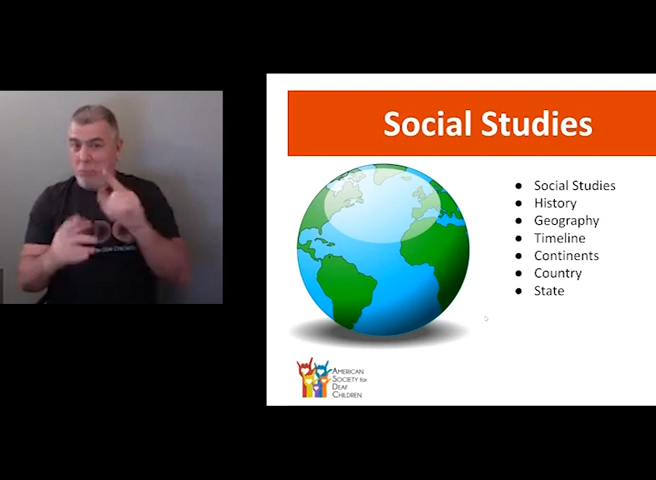 Social Studies
● Social Studies
● History
● Geography
● Timeline
● Continents
● Country
● State
AMERICAN
SOCIETY for
DEAF
CHILDREN